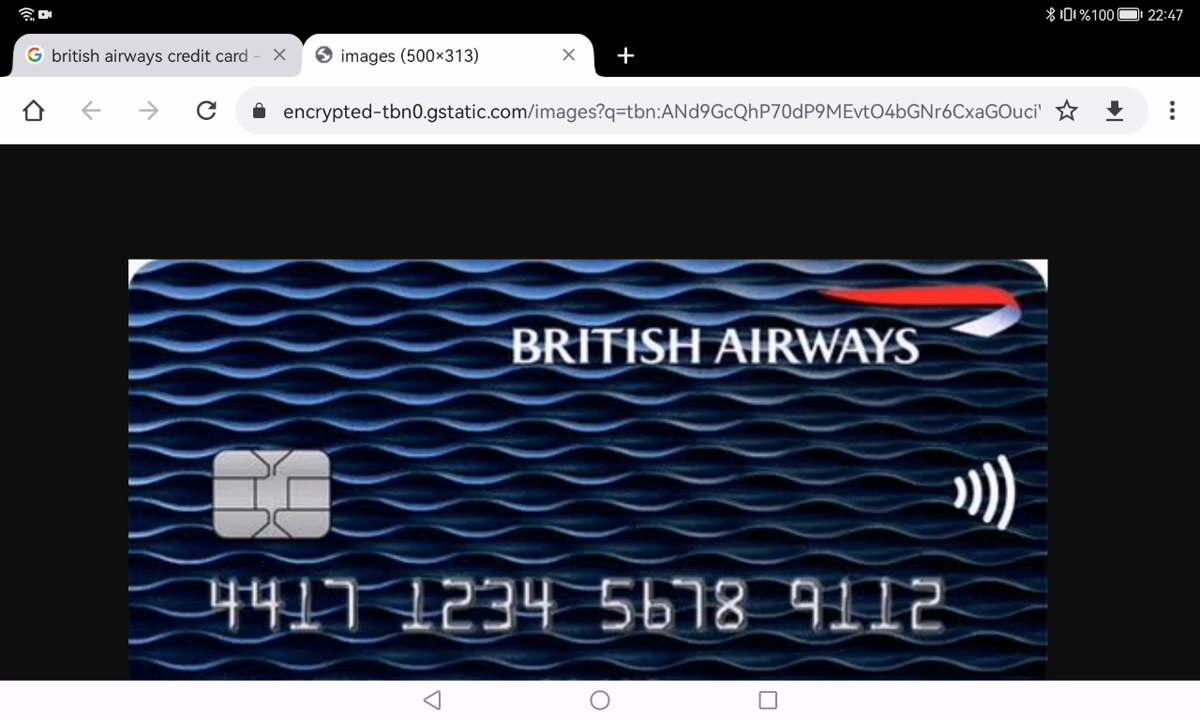 %100 22:47
british airways credit card -
images (500×313)
encrypted-tbn0.gstatic.com/images?q=tbn:ANd9GcQhP70dP9MEvtO4bGNr6CxaGOuci
BRITISH AIRWAYS
4417 1234 5678 9112